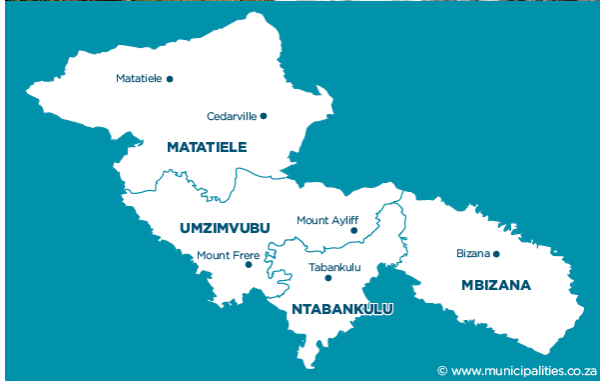 Matatiele
Cedarville
MATATIELE
UMZIMVUBU
Mount Ayliff
Mount Frere
Tabankulu
NTABANKULU
Bizana
MBIZANA
© www.municipalities.co.za